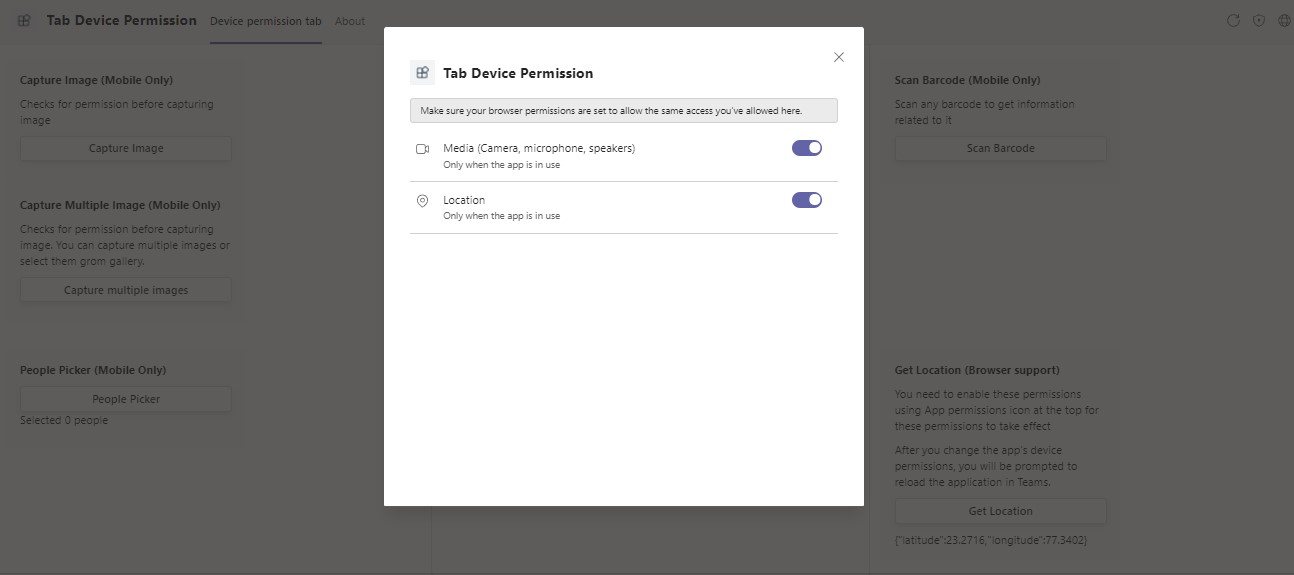 Tab Device Permission
Device permission tab
About
Capture Image (Mobile Only)
Checks for permission before capturing
image
Capture Image
Capture Multiple Image (Mobile Only)
Checks for permission before capturing
image. You can capture multiple images or
select them grom gallery.
Capture multiple images
People Picker (Mobile Only)
People Picker
Selected 0 people
Tab Device Permission
Make sure your browser permissions are set to allow the same access you've allowed here.
Media (Camera, microphone, speakers)
Only when the app is in use
Location
Only when the app is in use
Scan Barcode (Mobile Only)
Scan any barcode to get information
related to it
Scan Barcode
Get Location (Browser support)
You need to enable these permissions
using App permissions icon at the top for
these permissions to take effect
After you change the app's device
permissions, you will be prompted to
reload the application in Teams.
Get Location
{"latitude":23.2716,"longitude":77.3402}